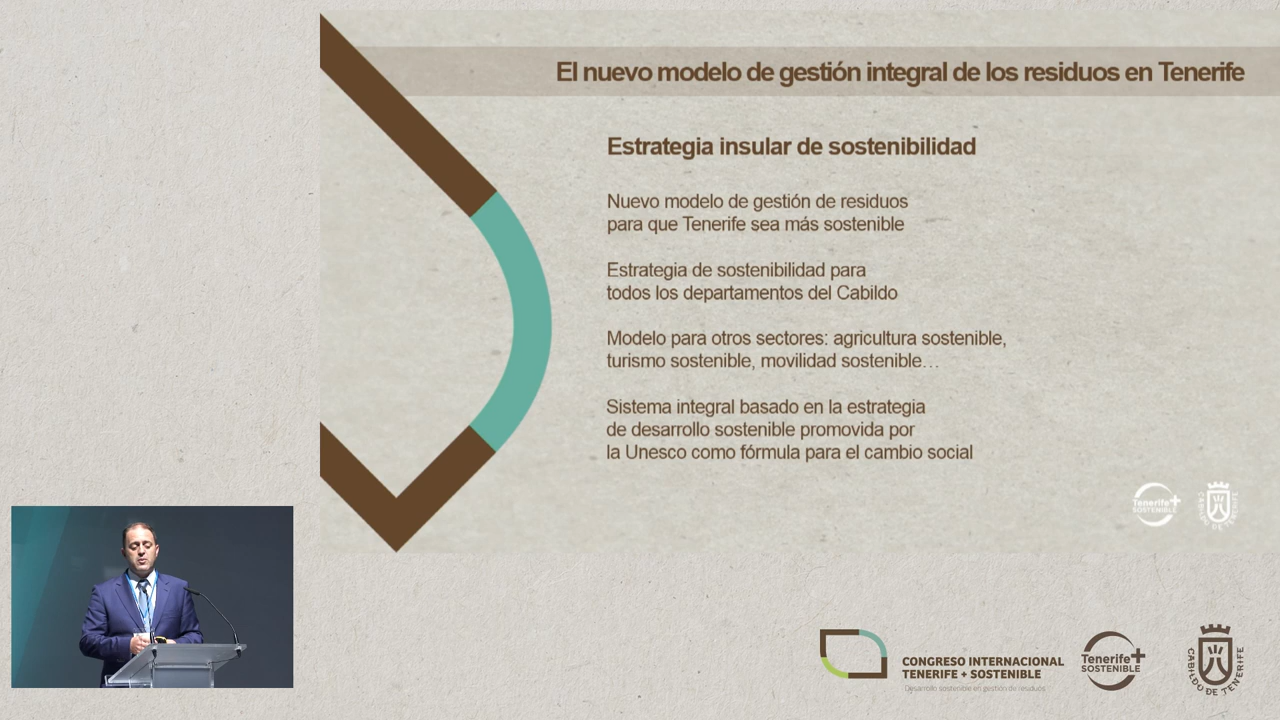 El nuevo modelo de gestión integral de los residuos en Tenerife
Estrategia insular de sostenibilidad
Nuevo modelo de gestión de residuos
para que Tenerife sea más sostenible
Estrategia de sostenibilidad para
todos los departamentos del Cabildo
Modelo para otros sectores: agricultura sostenible,
turismo sostenible, movilidad sostenible…
Sistema integral basado en la estrategia
de desarrollo sostenible promovida por
la Unesco como fórmula para el cambio social
Tenerife+
SOSTENIBLE
CABILDO DE TENERIFE
CONGRESO INTERNACIONAL
TENERIFE + SOSTENIBLE
Desarrollo sostenible en gestión de residuos
Tenerife+
SOSTENIBLE
CABILDO DE TENERIFE